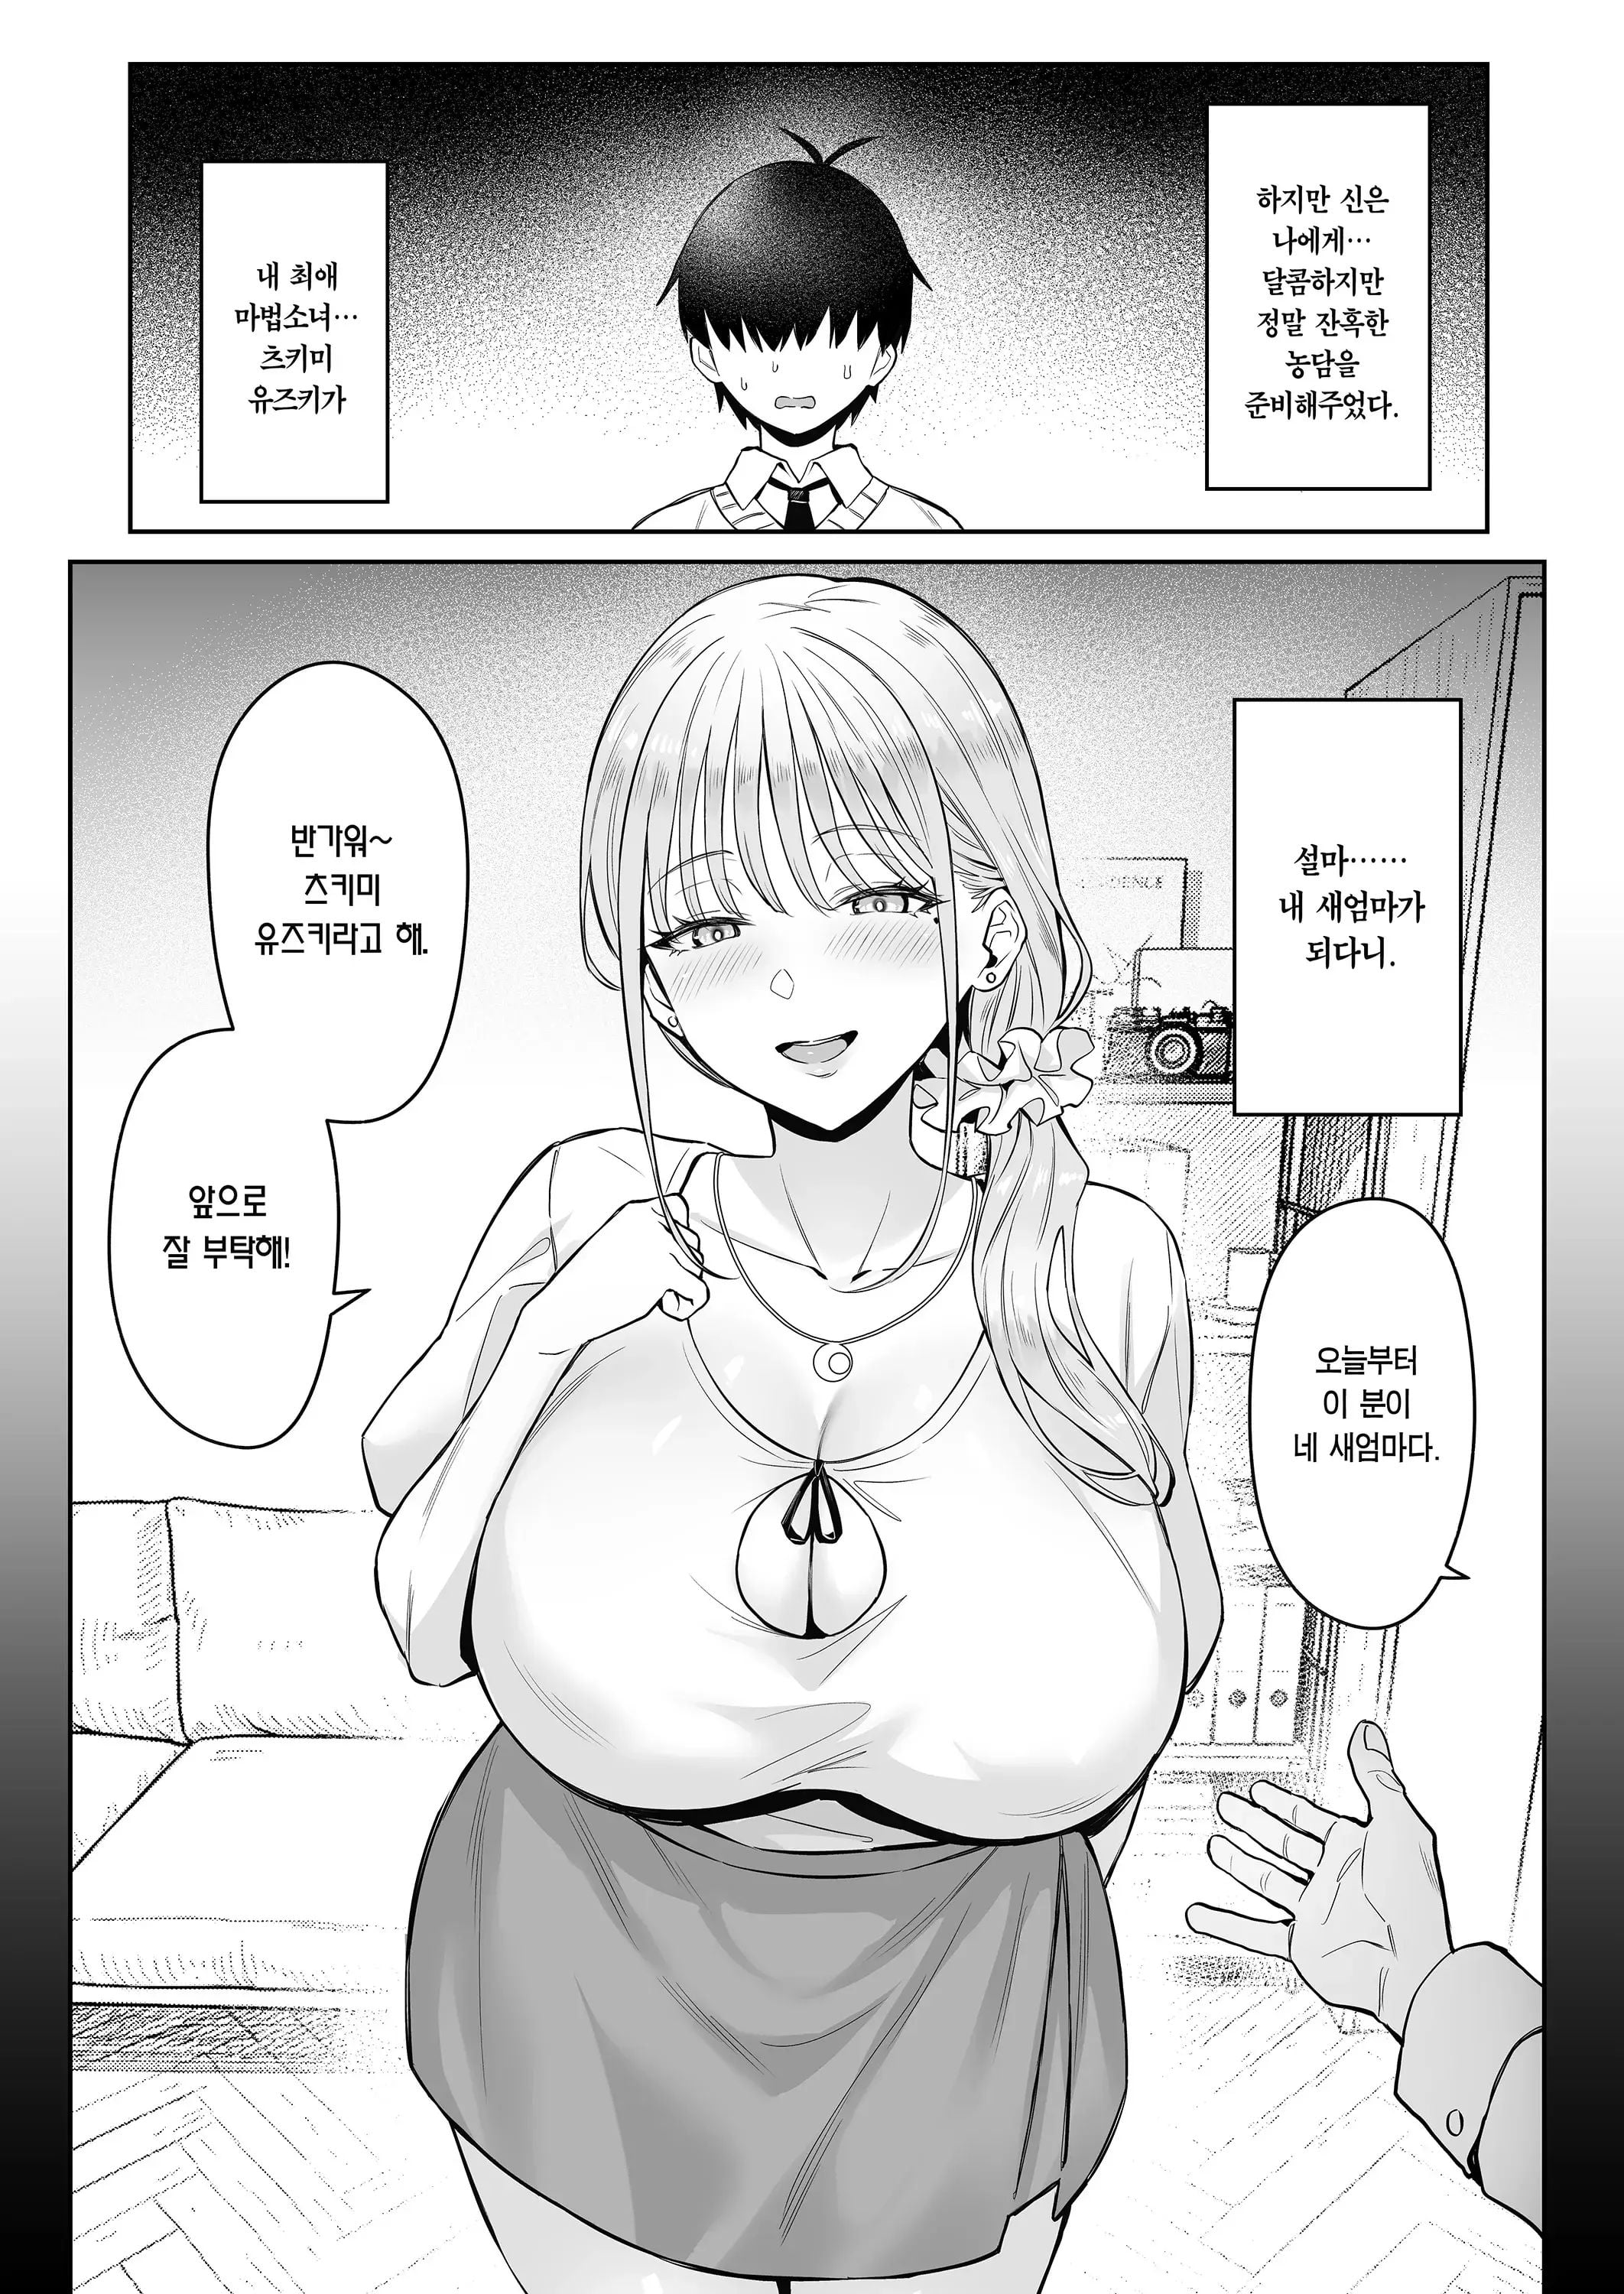 하지만 신은
나에게…
달콤하지만
정말 잔혹한
농담을
준비해주었다.
내 최애
마법소녀…
츠키미
유즈키가
설마……
내 새엄마가
되다니.
오늘부터
이 분이
네 새엄마다.
반가워~
츠키미
유즈키라고 해.
앞으로
잘 부탁해!